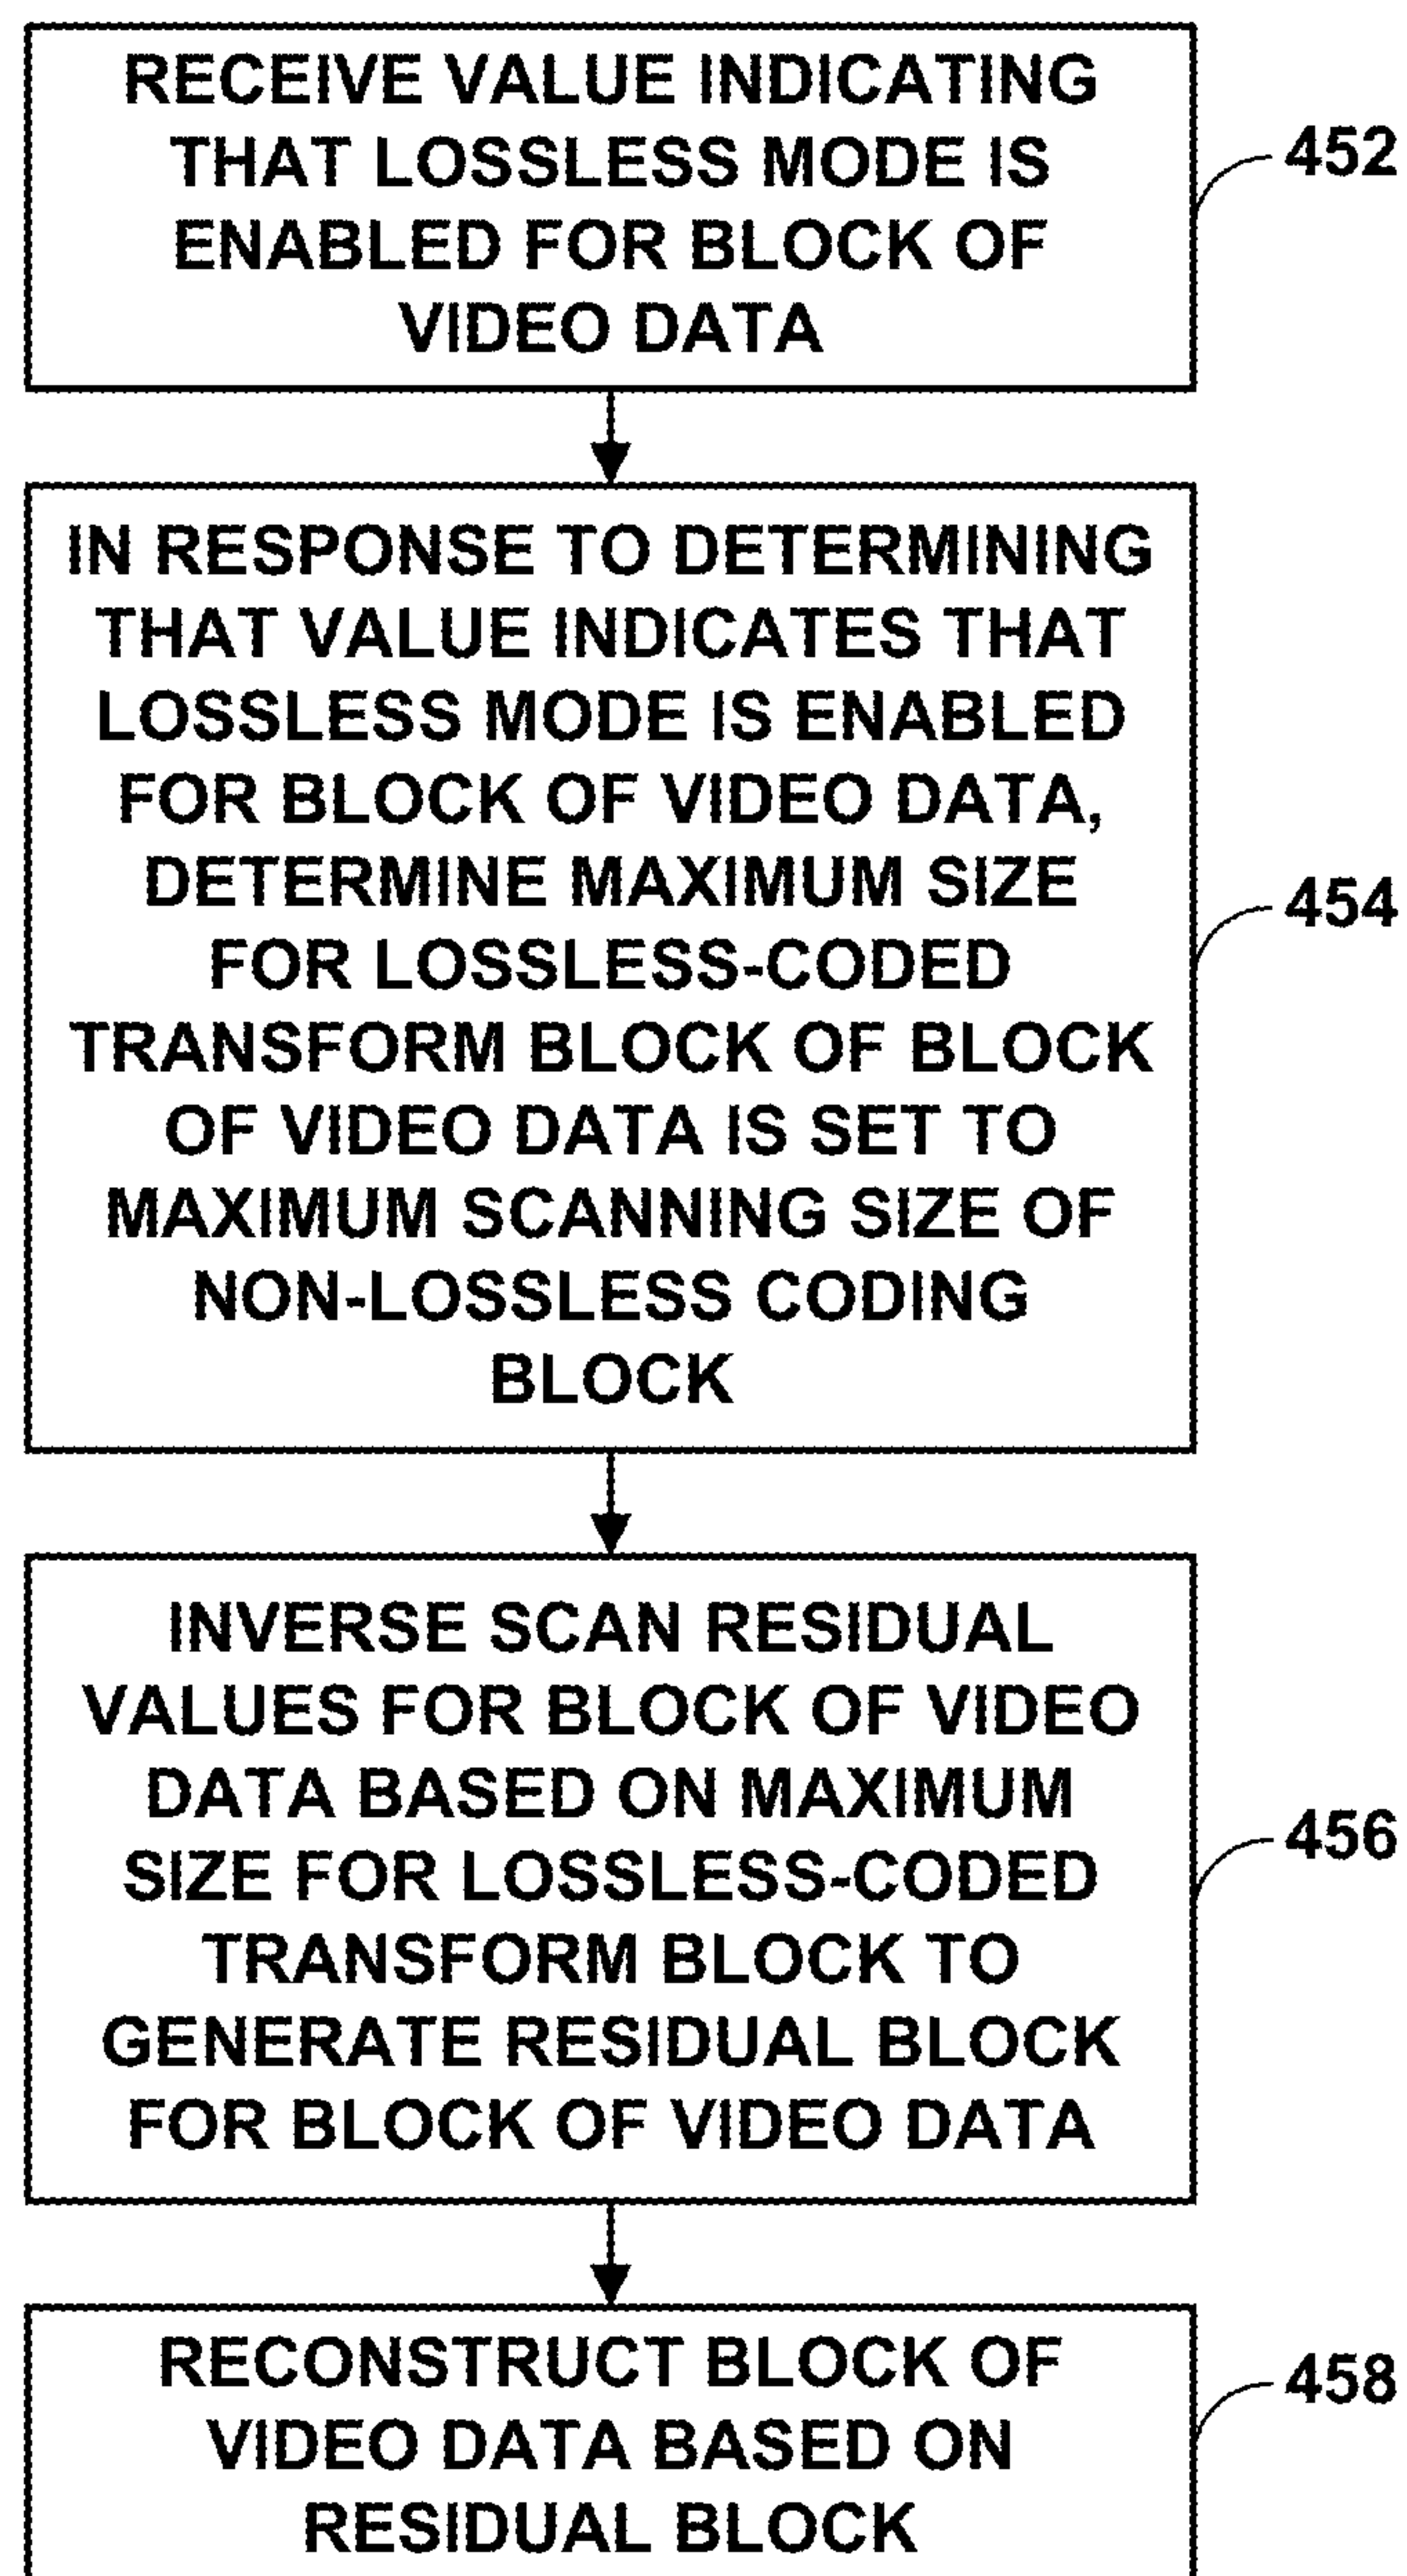 RECEIVE VALUE INDICATING
THAT LOSSLESS MODE IS
ENABLED FOR BLOCK OF
VIDEO DATA
452
IN RESPONSE TO DETERMINING
THAT VALUE INDICATES THAT
LOSSLESS MODE IS ENABLED
FOR BLOCK OF VIDEO DATA,
DETERMINE MAXIMUM SIZE
FOR LOSSLESS-CODED
TRANSFORM BLOCK OF BLOCK
OF VIDEO DATA IS SET TO
MAXIMUM SCANNING SIZE OF
NON-LOSSLESS CODING
BLOCK
454
INVERSE SCAN RESIDUAL
VALUES FOR BLOCK OF VIDEO
DATA BASED ON MAXIMUM
SIZE FOR LOSSLESS-CODED
TRANSFORM BLOCK TO
GENERATE RESIDUAL BLOCK
FOR BLOCK OF VIDEO DATA
456
RECONSTRUCT BLOCK OF
VIDEO DATA BASED ON
RESIDUAL BLOCK
458